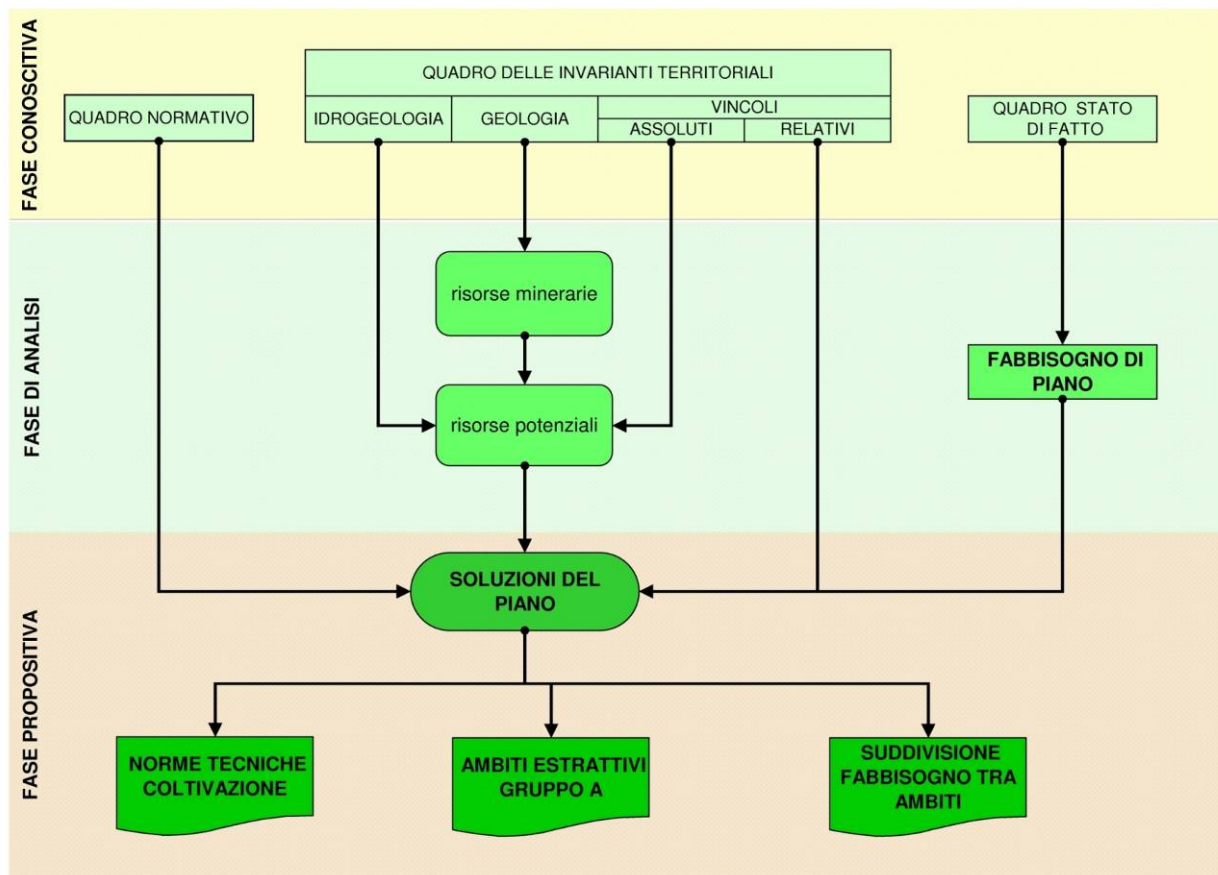 FASE CONOSCITIVA
QUADRO NORMATIVO
QUADRO DELLE INVARIANTI TERRITORIALI
IDROGEOLOGIA
GEOLOGIA
VINCOLI
ASSOLUTI
RELATIVI
QUADRO STATO
DI FATTO
FASE DI ANALISI
risorse minerarie
risorse potenziali
FABBISOGNO DI
PIANO
FASE PROPOSITIVA
SOLUZIONI DEL
PIANO
NORME TECNICHE
COLTIVAZIONE
AMBITI ESTRATTIVI
GRUPPO A
SUDDIVISIONE
FABBISOGNO TRA
AMBITI